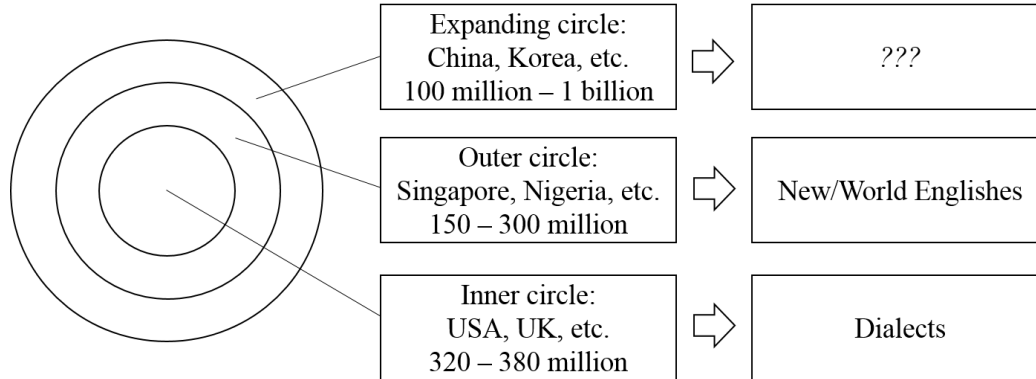 Expanding circle:
China, Korea, etc.
100 million – 1 billion
???
Outer circle:
Singapore, Nigeria, etc.
150 – 300 million
New/World Englishes
Inner circle:
USA, UK, etc.
320 – 380 million
Dialects